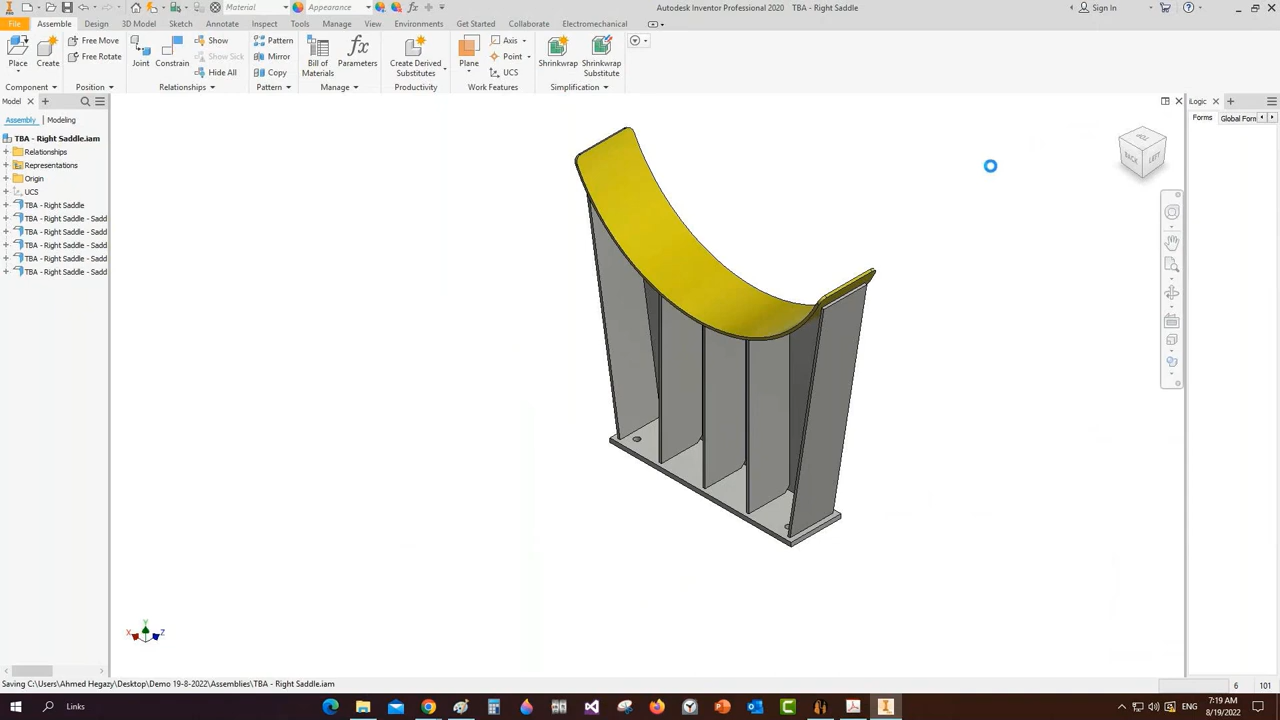 Material
Appearance
Autodesk Inventor Professional 2020 TBA - Right Saddle
Sign In
File Assemble Design 3D Model Sketch Annotate Inspect Tools Manage View Environments Get Started Collaborate Electromechanical
Place
Create
Free Move
Free Rotate
Joint
Constrain
Show
Show Sick
Hide All
Pattern
Mirror
Copy
Bill of
Materials
Parameters
Create Derived
Substitutes
Plane
Axis
Point
UCS
Shrinkwrap
Shrinkwrap
Substitute
Component Position Relationships Pattern Manage Productivity Work Features Simplification
Model
iLogic
Assembly Modeling
Forms Global Forn
TBA - Right Saddle.iam
Relationships
Representations
Origin
UCS
TBA - Right Saddle
TBA - Right Saddle - Sadd
TBA - Right Saddle - Sadd
TBA - Right Saddle - Sadd
TBA - Right Saddle - Sadd
TBA - Right Saddle - Sadd
BACK LEFT
Y
X Z
Saving C:\Users\Ahmed Hegazy\Desktop\Demo 19-8-2022\Assemblies\TBA - Right Saddle.iam
6 101
Links
7:19 AM
8/19/2022